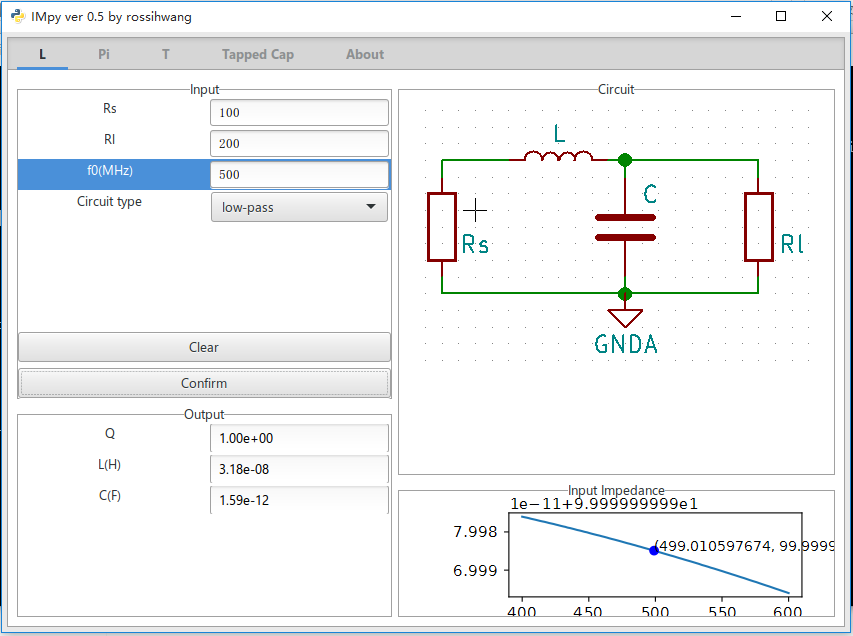 IMpy ver 0.5 by rossihwang
L Pi T Tapped Cap About
Input
Rs 100
Rl 200
f0(MHz) 500
Circuit type low-pass
Clear
Confirm
Output
Q 1.00e+00
L(H) 3.18e-08
C(F) 1.59e-12
Circuit
L
C
Rs
Rl
GNDA
Input Impedance
1e−11+9.999999999e1
7.998
(499.010597674, 99.9999
6.999
400 450 500 550 600